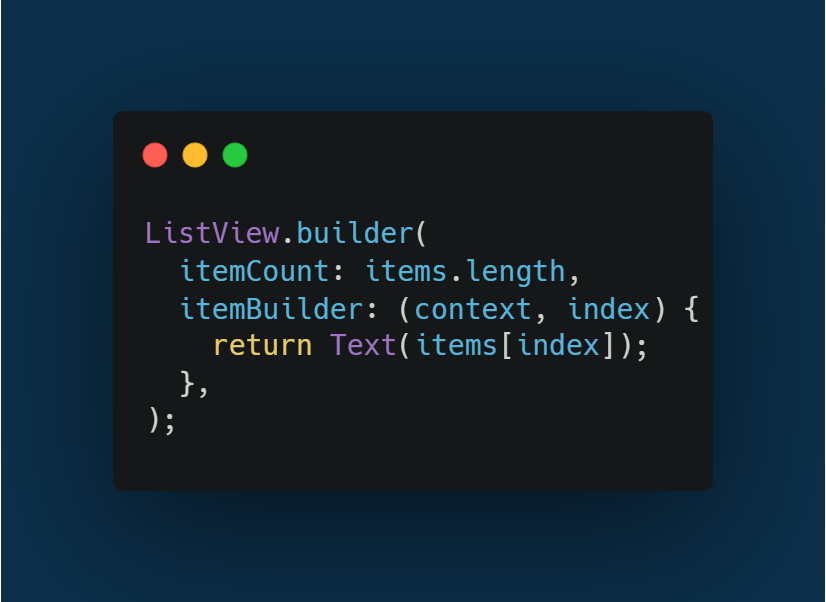 ListView.builder(
  itemCount: items.length,
  itemBuilder: (context, index) {
    return Text(items[index]);
  },
);